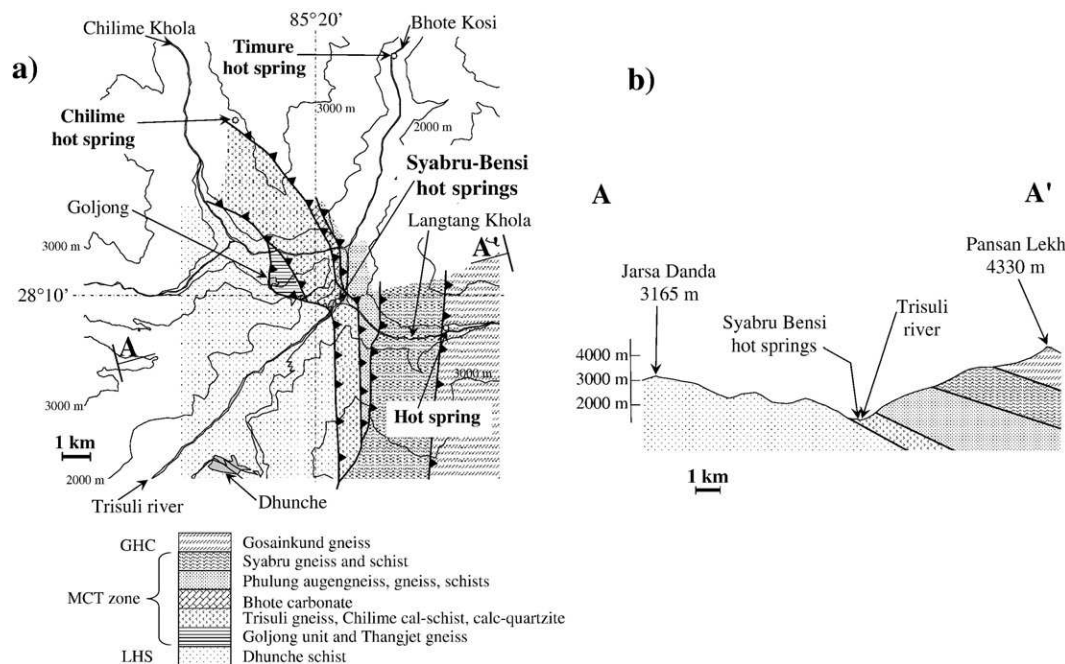 a)
Chilime Khola
85°20'
Bhote Kosi
Timure
hot spring
3000 m
2000 m
Chilime
hot spring
Syabru-Bensi
hot springs
Goljong
Langtang Khola
3000 m
A'
28°10'
A
3000 m
3000 m
Hot spring
1 km
2000 m
Trisuli river
Dhunche
b)
A
A'
Pansan Lekh
4330 m
Jarsa Danda
3165 m
Trisuli
river
Syabru Bensi
hot springs
4000 m
3000 m
2000 m
1 km
GHC
Gosainkund gneiss
Syabru gneiss and schist
Phulung augengneiss, gneiss, schists
MCT zone
Bhote carbonate
Trisuli gneiss, Chilime cal-schist, calc-quartzite
Goljong unit and Thangjet gneiss
LHS
Dhunche schist